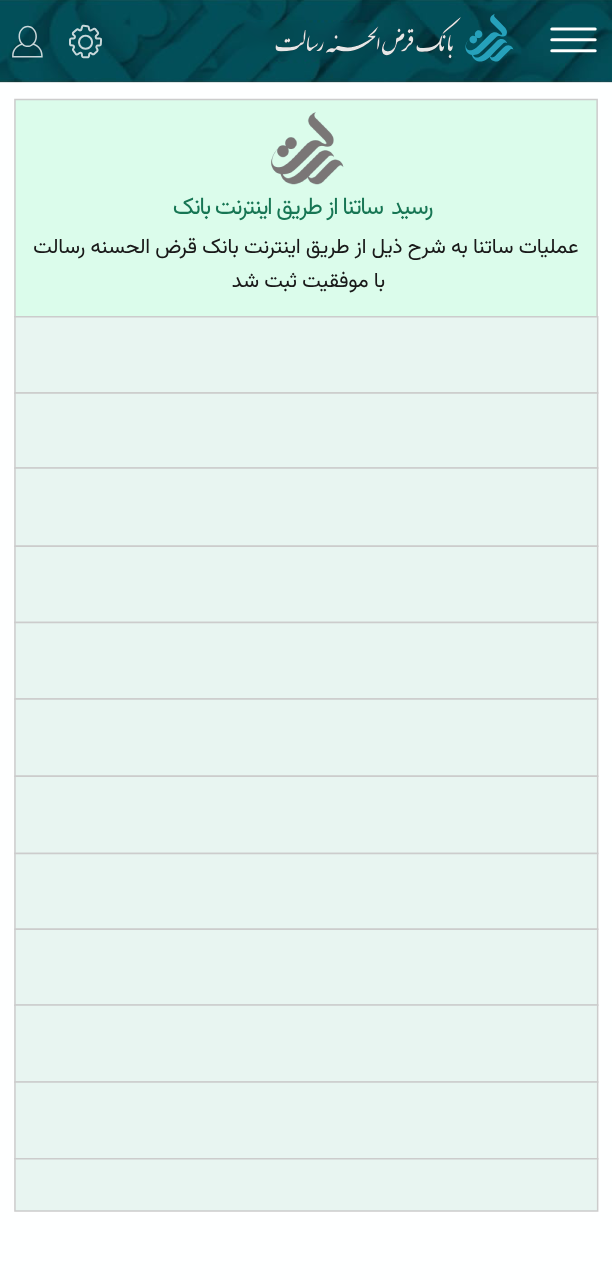 بانک قرض الحسنه رسالت
رسید ساتنا از طریق اینترنت بانک
عملیات ساتنا به شرح ذیل از طریق اینترنت بانک قرض الحسنه رسالت
با موفقیت ثبت شد